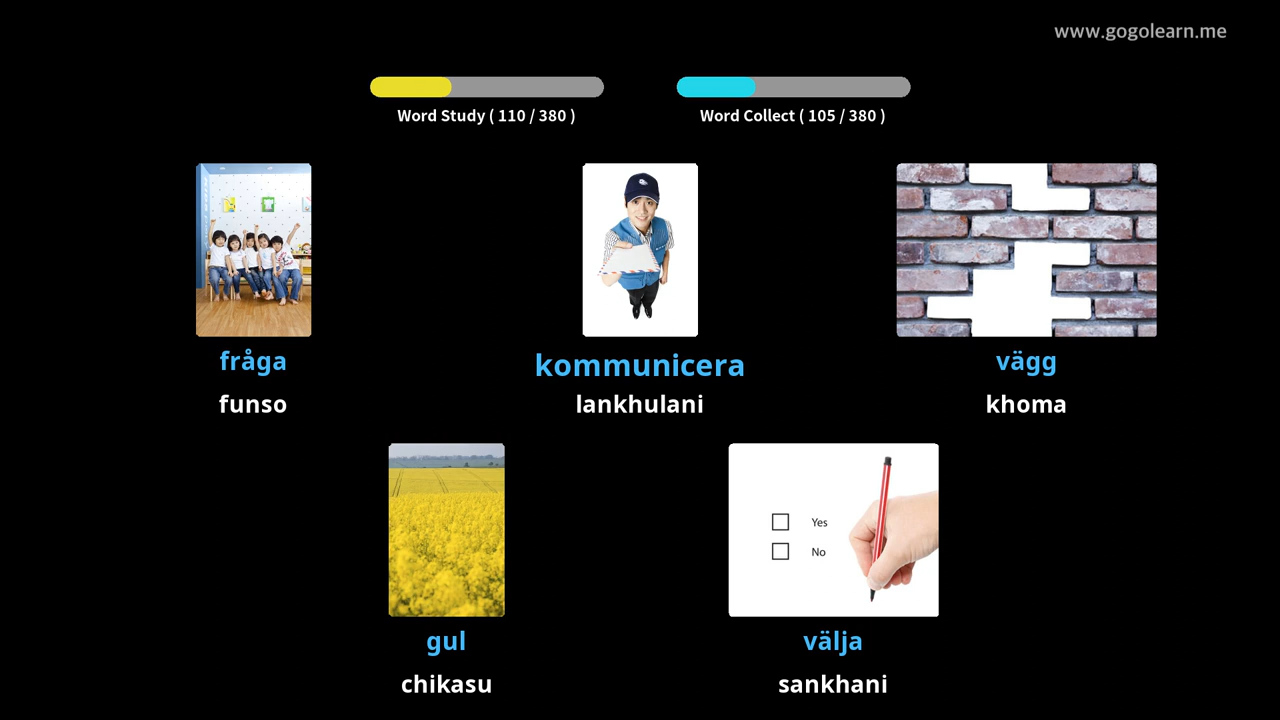 www.gogolearn.me
Word Study ( 110 / 380 )
Word Collect ( 105 / 380 )
fråga
funso
kommunicera
lankhulani
vägg
khoma
Yes
No
gul
chikasu
välja
sankhani